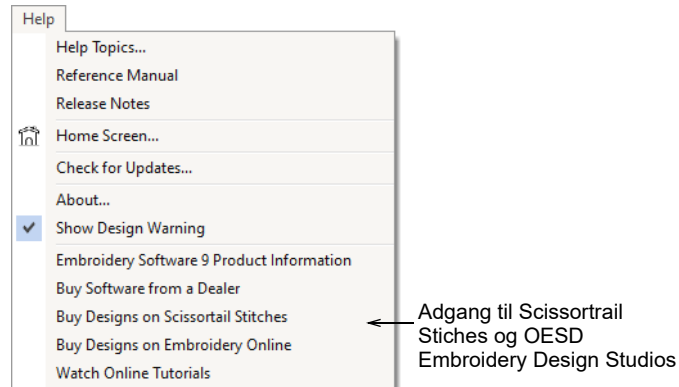 Help
Help Topics...
Reference Manual
Release Notes
Home Screen...
Check for Updates...
About...
Show Design Warning
Embroidery Software 9 Product Information
Buy Software from a Dealer
Buy Designs on Scissortail Stitches
Buy Designs on Embroidery Online
Watch Online Tutorials
Adgang til Scissortrail
Stiches og OESD
Embroidery Design Studios